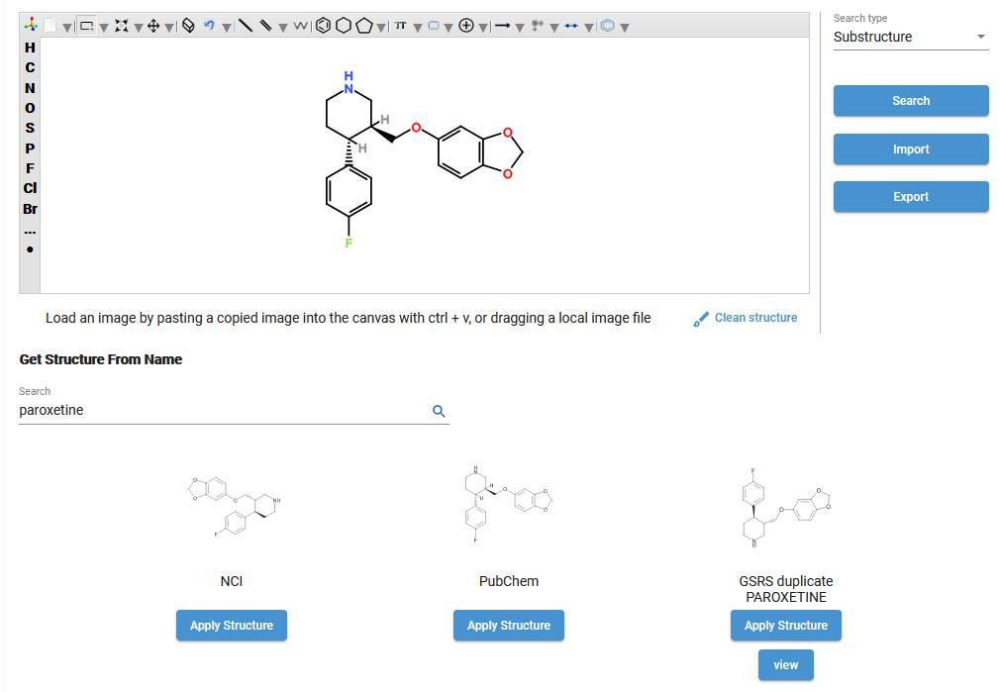 TT
H
C
N
O
S
P
F
Cl
Br
...
H
N
H
O
H
O
O
F
Search type
Substructure
Search
Import
Export
Load an image by pasting a copied image into the canvas with ctrl + v, or dragging a local image file
Clean structure
Get Structure From Name
Search
paroxetine
NCI
PubChem
GSRS duplicate
PAROXETINE
Apply Structure
Apply Structure
Apply Structure
view